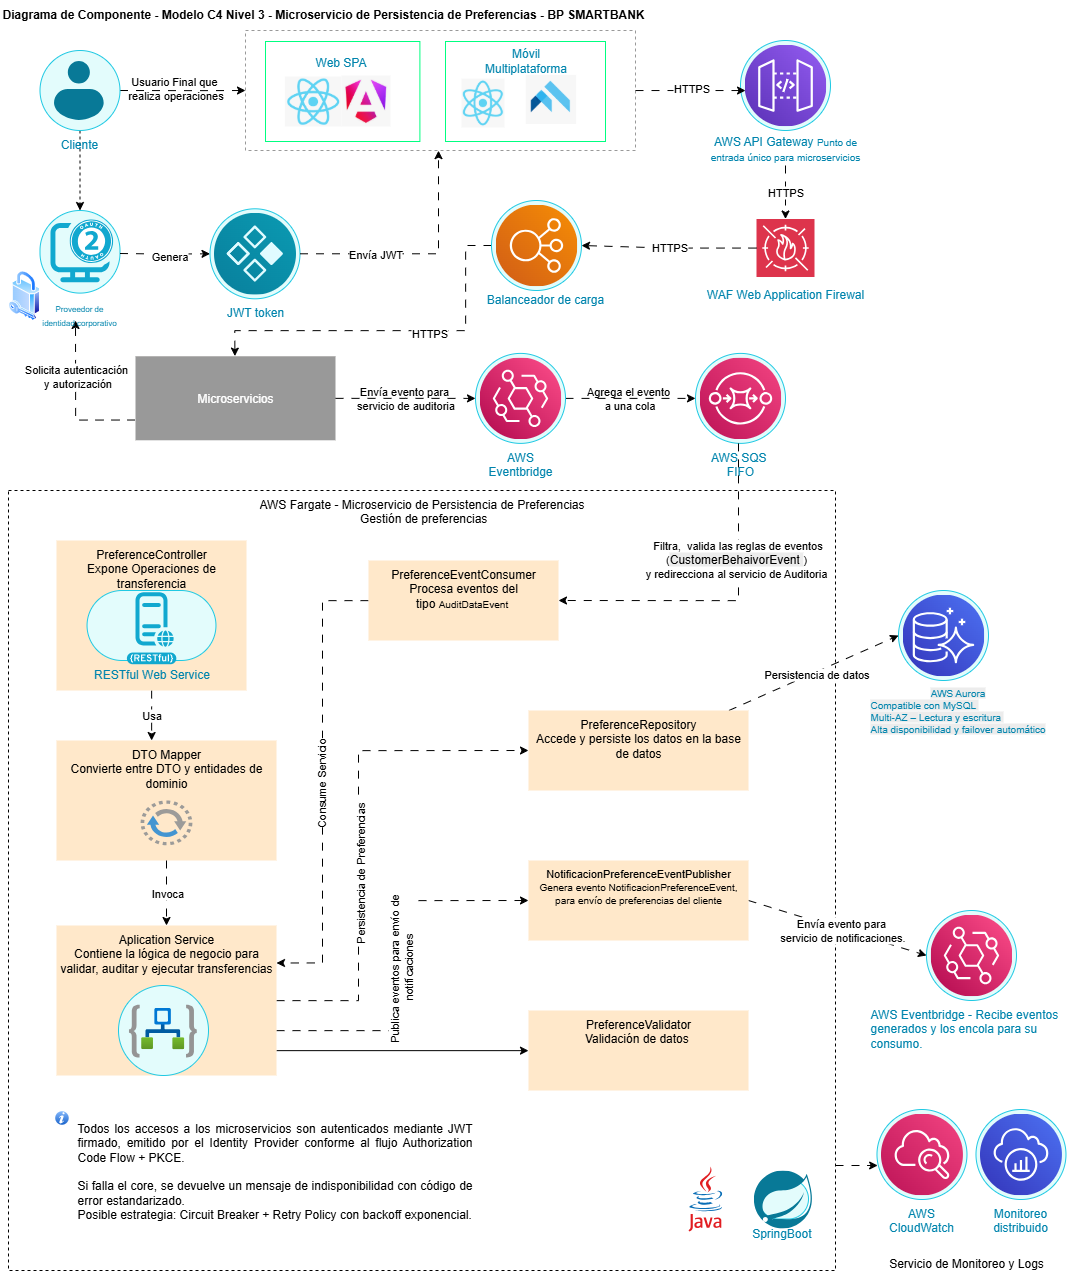 Diagrama de Componente - Modelo C4 Nivel 3 - Microservicio de Persistencia de Preferencias - BP SMARTBANK
Cliente
Usuario Final que
realiza operaciones
Web SPA
Móvil
Multiplataforma
HTTPS
AWS API Gateway Punto de
entrada único para microservicios
HTTPS
OAUTH
2
OAUTH
Proveedor de
identidad corporativo
Genera
JWT token
Envía JWT
Balanceador de carga
HTTPS
WAF Web Application Firewal
HTTPS
Solicita autenticación
y autorización
Microservicios
Envía evento para
servicio de auditoria
AWS
Eventbridge
Agrega el evento
a una cola
AWS SQS
FIFO
AWS Fargate - Microservicio de Persistencia de Preferencias
Gestión de preferencias
Filtra,  valida las reglas de eventos
(CustomerBehaivorEvent )
y redirecciona al servicio de Auditoria
PreferenceController
Expone Operaciones de
transferencia
{RESTful}
RESTful Web Service
PreferenceEventConsumer
Procesa eventos del
tipo AuditDataEvent
Usa
DTO Mapper
Convierte entre DTO y entidades de
dominio
Consume Servicio
Persistencia de datos
AWS Aurora
Compatible con MySQL
Multi-AZ – Lectura y escritura
Alta disponibilidad y failover automático
PreferenceRepository
Accede y persiste los datos en la base
de datos
Persistencia de Preferencias
Invoca
Aplication Service
Contiene la lógica de negocio para
validar, auditar y ejecutar transferencias
Publica eventos para envío de
notificaciones
NotificacionPreferenceEventPublisher
Genera evento NotificacionPreferenceEvent,
para envío de preferencias del cliente
Envía evento para
servicio de notificaciones.
AWS Eventbridge - Recibe eventos
generados y los encola para su
consumo.
PreferenceValidator
Validación de datos
Todos los accesos a los microservicios son autenticados mediante JWT
firmado, emitido por el Identity Provider conforme al flujo Authorization
Code Flow + PKCE.
Si falla el core, se devuelve un mensaje de indisponibilidad con código de
error estandarizado.
Posible estrategia: Circuit Breaker + Retry Policy con backoff exponencial.
Java
SpringBoot
AWS
CloudWatch
Monitoreo
distribuido
Servicio de Monitoreo y Logs